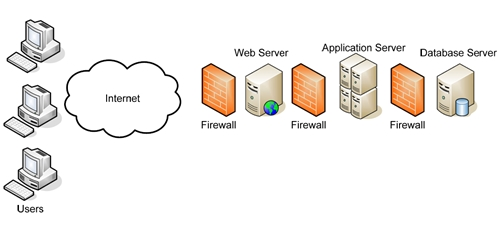 Web Server
Application Server
Database Server
Internet
Firewall
Firewall
Firewall
Users